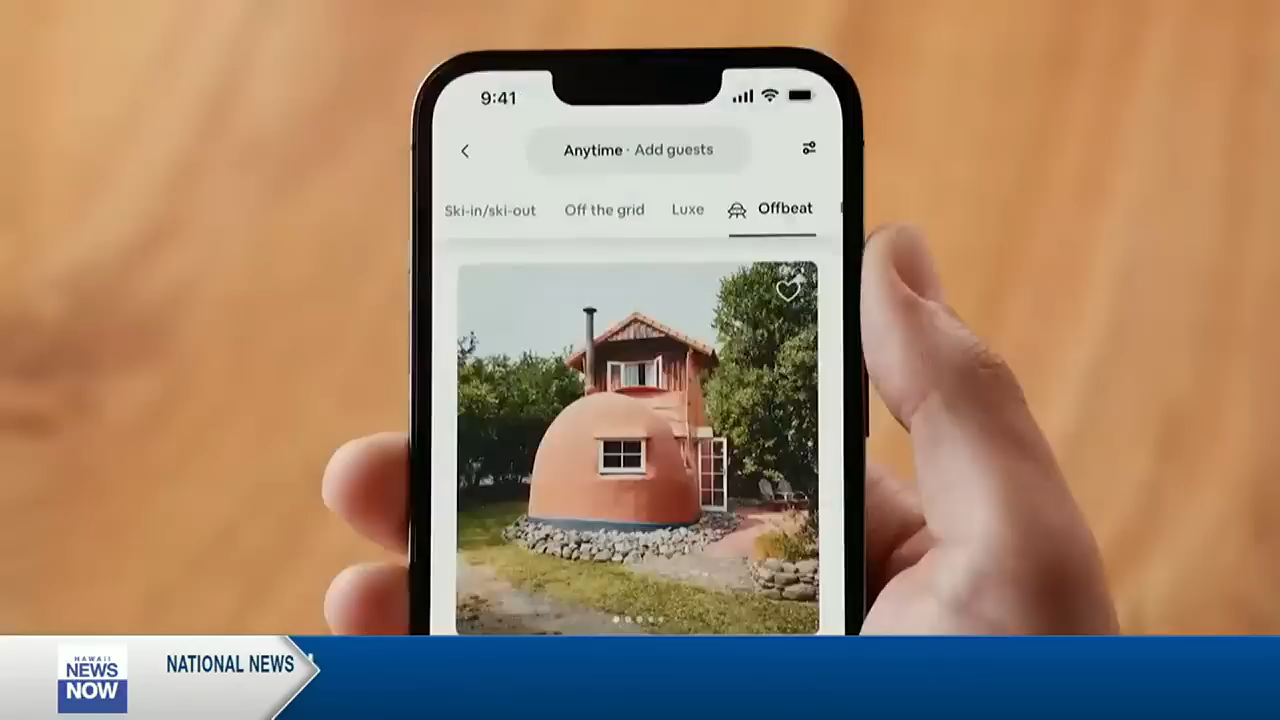 9:41
Anytime · Add guests
Ski-in/ski-out
Off the grid
Luxe
Offbeat
HAWAII
NEWS
NOW
NATIONAL NEWS